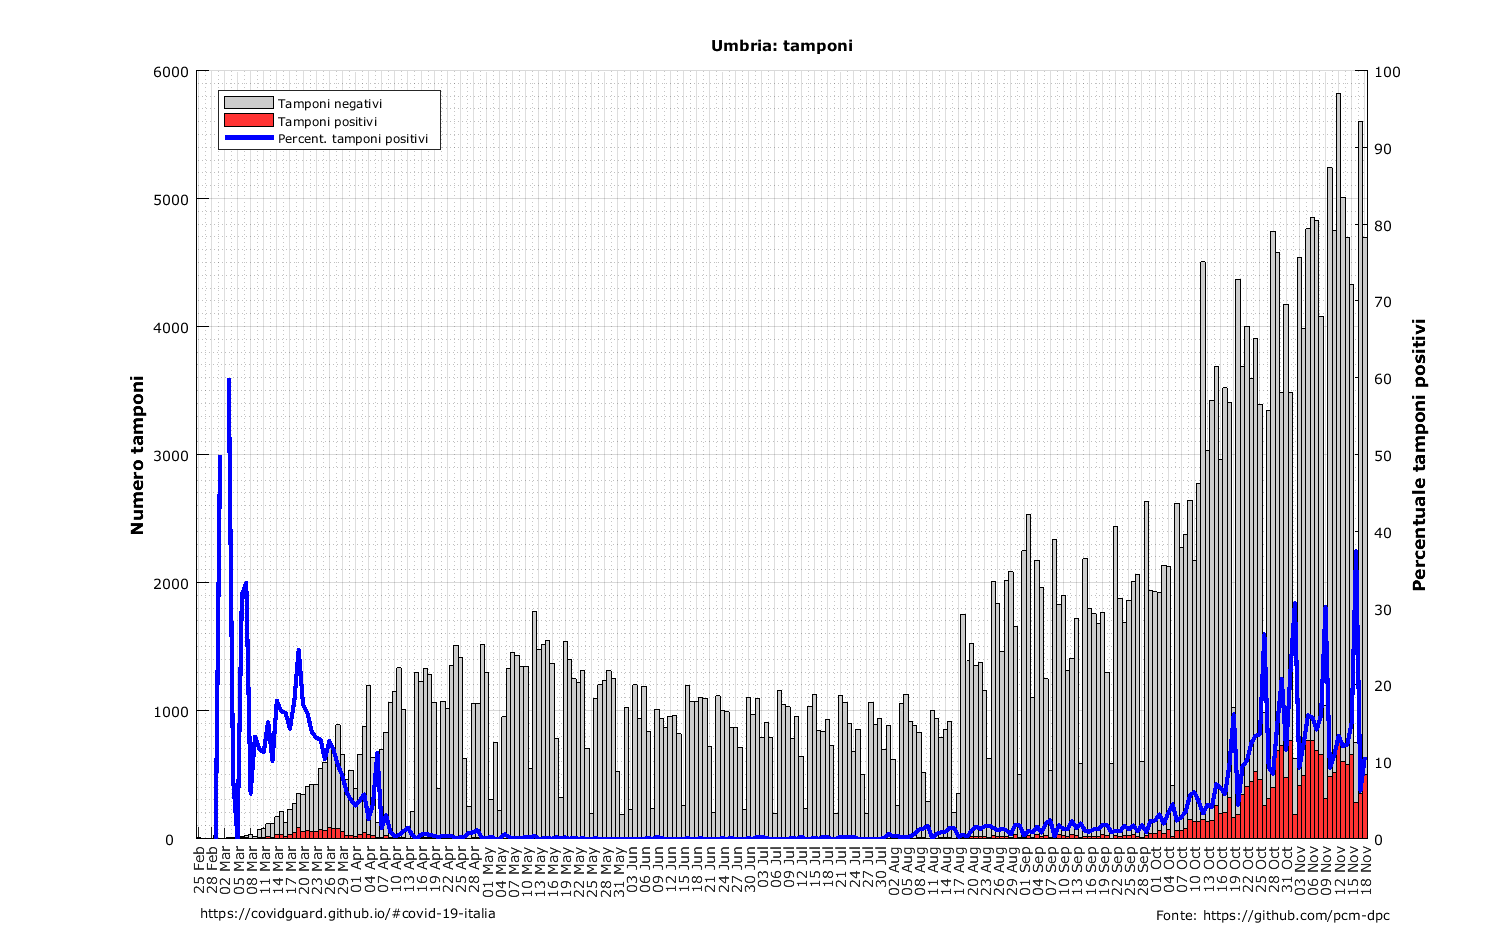 Umbria: tamponi
6000
5000
4000
3000
2000
1000
0
Numero tamponi
Tamponi negativi
Tamponi positivi
Percent. tamponi positivi
100
90
80
70
60
50
40
30
20
10
0
Percentuale tamponi positivi
25 Feb
28 Feb
02 Mar
05 Mar
08 Mar
11 Mar
14 Mar
17 Mar
20 Mar
23 Mar
26 Mar
29 Mar
01 Apr
04 Apr
07 Apr
10 Apr
13 Apr
16 Apr
19 Apr
22 Apr
25 Apr
28 Apr
01 May
04 May
07 May
10 May
13 May
16 May
19 May
22 May
25 May
28 May
31 May
03 Jun
06 Jun
09 Jun
12 Jun
15 Jun
18 Jun
21 Jun
24 Jun
27 Jun
30 Jun
03 Jul
06 Jul
09 Jul
12 Jul
15 Jul
18 Jul
21 Jul
24 Jul
27 Jul
30 Jul
02 Aug
05 Aug
08 Aug
11 Aug
14 Aug
17 Aug
20 Aug
23 Aug
26 Aug
29 Aug
01 Sep
04 Sep
07 Sep
10 Sep
13 Sep
16 Sep
19 Sep
22 Sep
25 Sep
28 Sep
01 Oct
04 Oct
07 Oct
10 Oct
13 Oct
16 Oct
19 Oct
22 Oct
25 Oct
28 Oct
31 Oct
03 Nov
06 Nov
09 Nov
12 Nov
15 Nov
18 Nov
https://covidguard.github.io/#covid-19-italia
Fonte: https://github.com/pcm-dpc